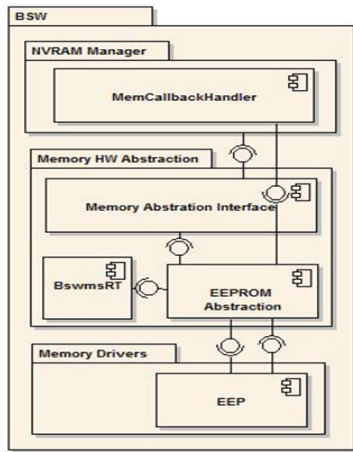 BSW
NVRAM Manager
MemCallbackHandler
Memory HW Abstraction
Memory Abstration Interface
BswmsRT
EEPROM
Abstraction
Memory Drivers
EEP